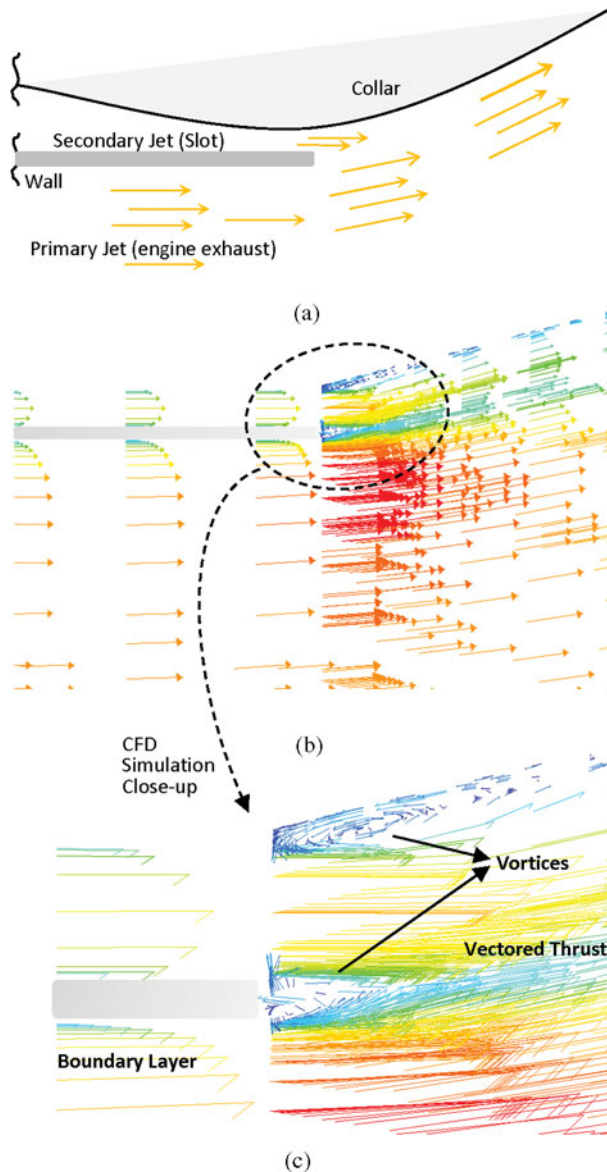 Collar
Secondary Jet (Slot)
Wall
Primary Jet (engine exhaust)
(a)
(b)
CFD
Simulation
Close-up
Vortices
Vectored Thrust
Boundary Layer
(c)